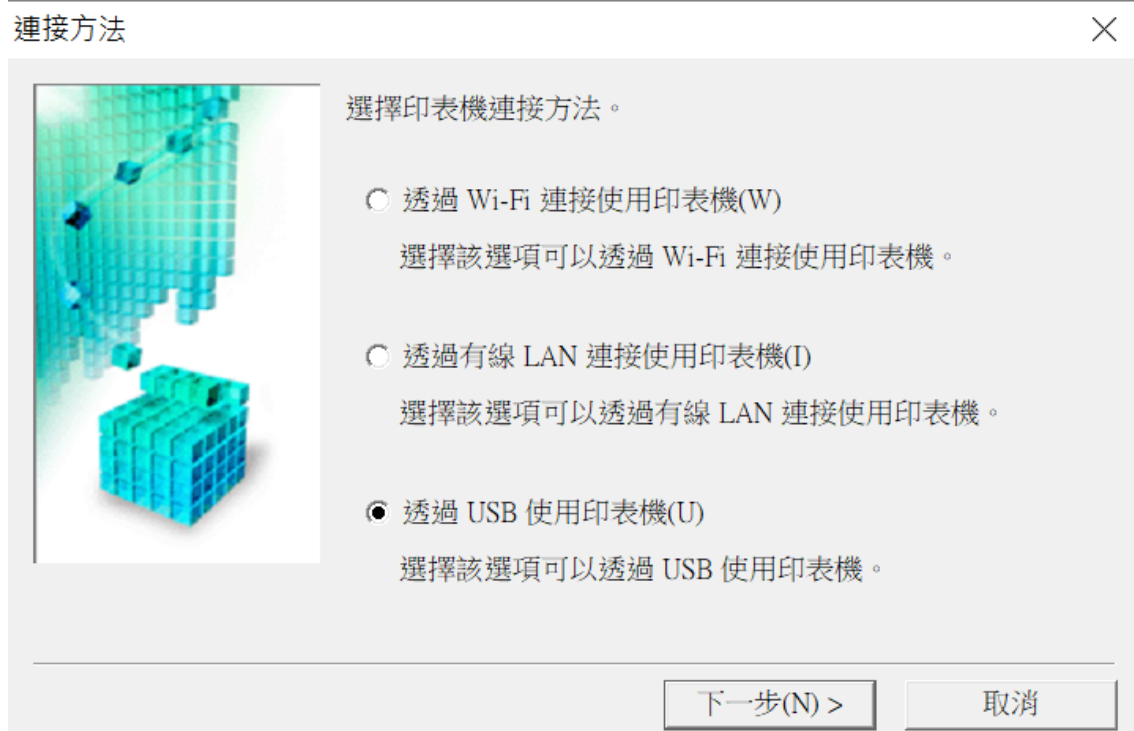 連接方法
選擇印表機連接方法。
透過 Wi-Fi 連接使用印表機(W)
選擇該選項可以透過 Wi-Fi 連接使用印表機。
透過有線 LAN 連接使用印表機(I)
選擇該選項可以透過有線 LAN 連接使用印表機。
透過 USB 使用印表機(U)
選擇該選項可以透過 USB 使用印表機。
下一步(N) >
取消